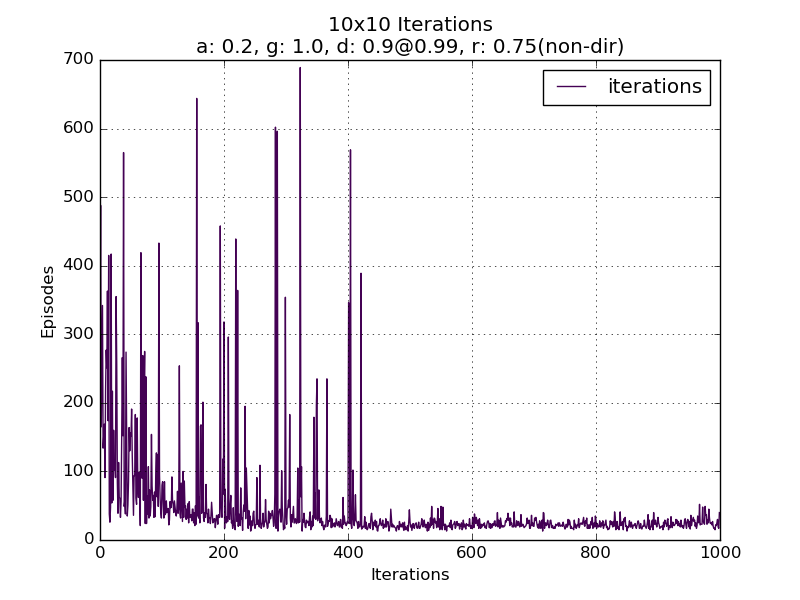 10x10 Iterations
a: 0.2, g: 1.0, d: 0.9@0.99, r: 0.75(non-dir)
iterations
700
600
500
400
300
200
100
0
Episodes
0 200 400 600 800 1000
Iterations